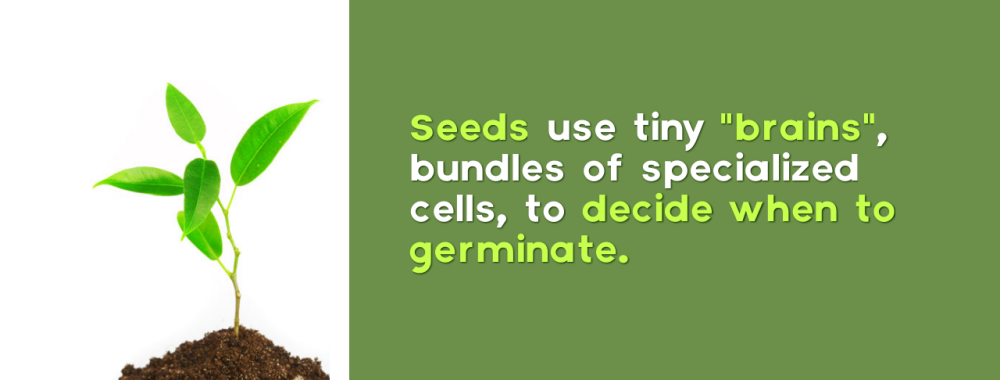 Seeds use tiny "brains",
bundles of specialized
cells, to decide when to
germinate.